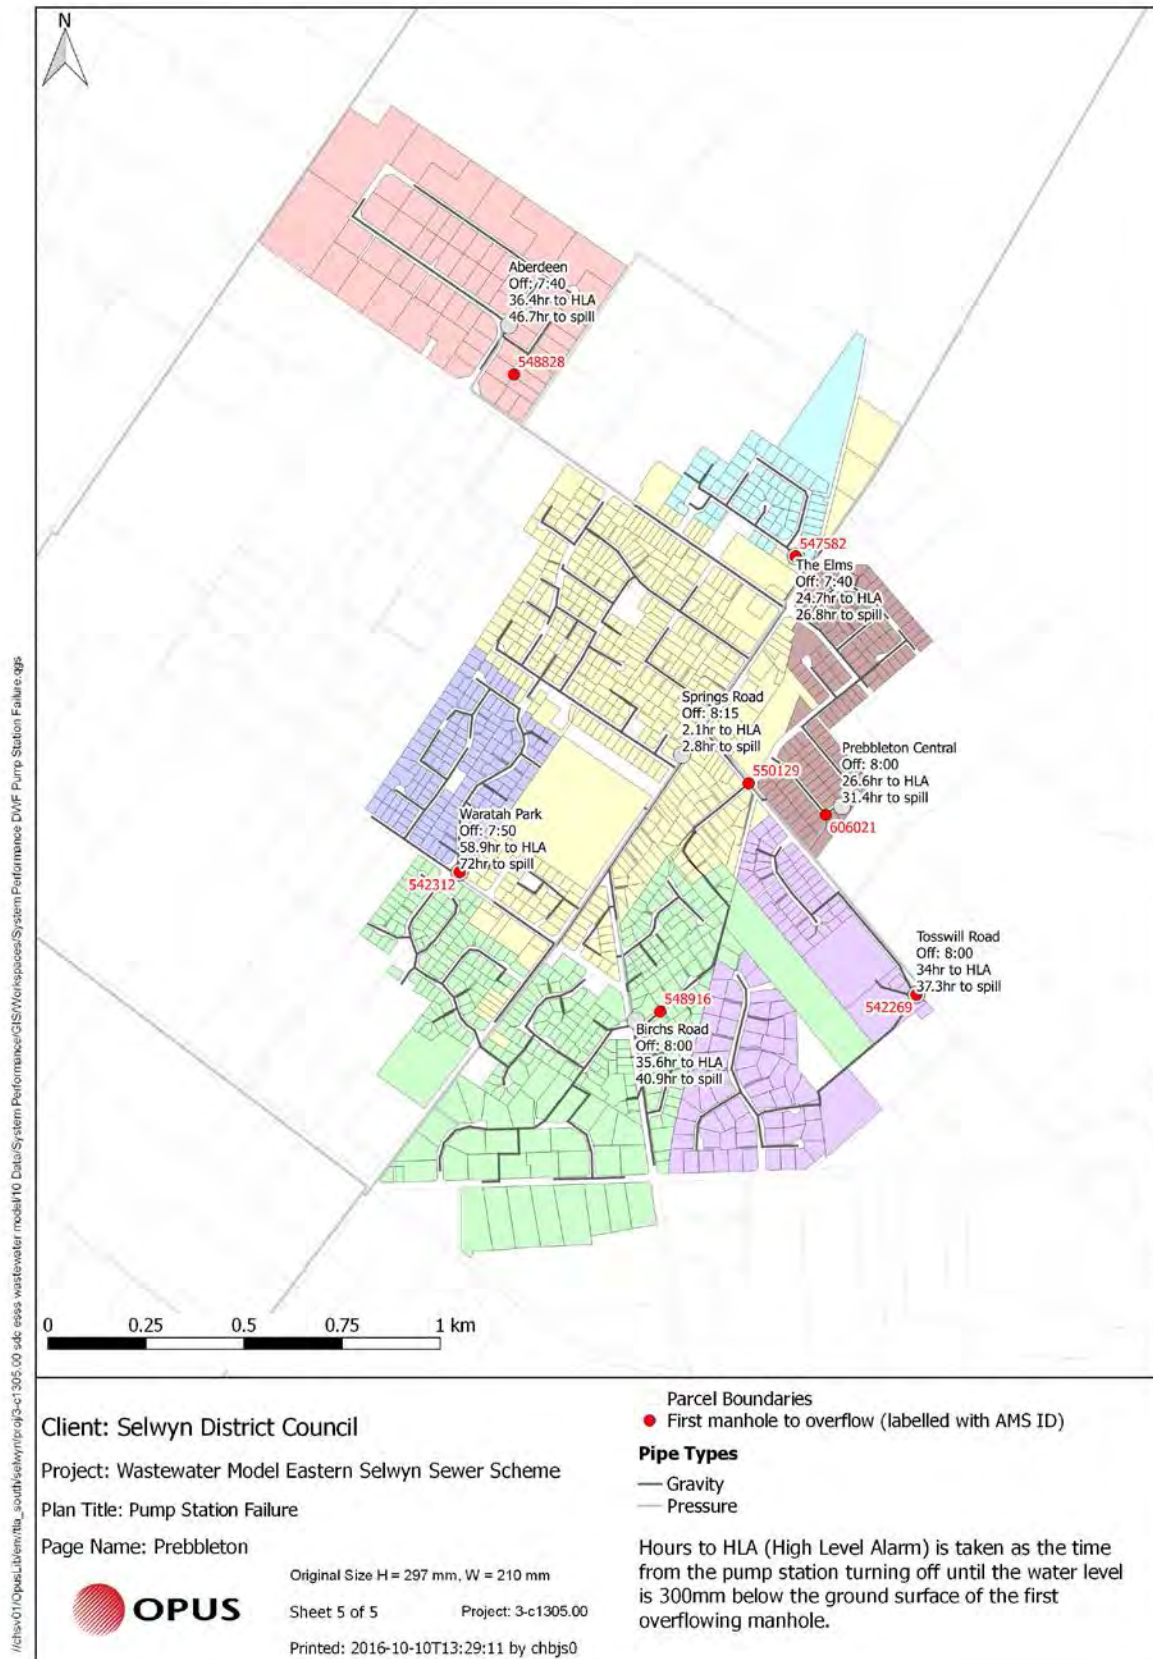 N
Aberdeen
Off: 7:40
36.4hr to HLA
46.7hr to spill
548828
547582
The Elms
Off: 7:40
24.7hr to HLA
26.8hr to spill
Springs Road
Off: 8:15
2.1hr to HLA
2.8hr to spill
550129
Prebbleton Central
Off: 8:00
26.6hr to HLA
31.4hr to spill
606021
Waratah Park
Off: 7:50
58.9hr to HLA
72hr to spill
542312
Tosswill Road
Off: 8:00
34hr to HLA
37.3hr to spill
542269
548916
Birchs Road
Off: 8:00
35.6hr to HLA
40.9hr to spill
0 0.25 0.5 0.75 1 km
Client: Selwyn District Council
Project: Wastewater Model Eastern Selwyn Sewer Scheme
Plan Title: Pump Station Failure
Page Name: Prebbleton
OPUS
Original Size H = 297 mm, W = 210 mm
Sheet 5 of 5 Project: 3-c1305.00
Printed: 2016-10-10T13:29:11 by chbjs0
Parcel Boundaries
First manhole to overflow (labelled with AMS ID)
Pipe Types
Gravity
Pressure
Hours to HLA (High Level Alarm) is taken as the time
from the pump station turning off until the water level
is 300mm below the ground surface of the first
overflowing manhole.